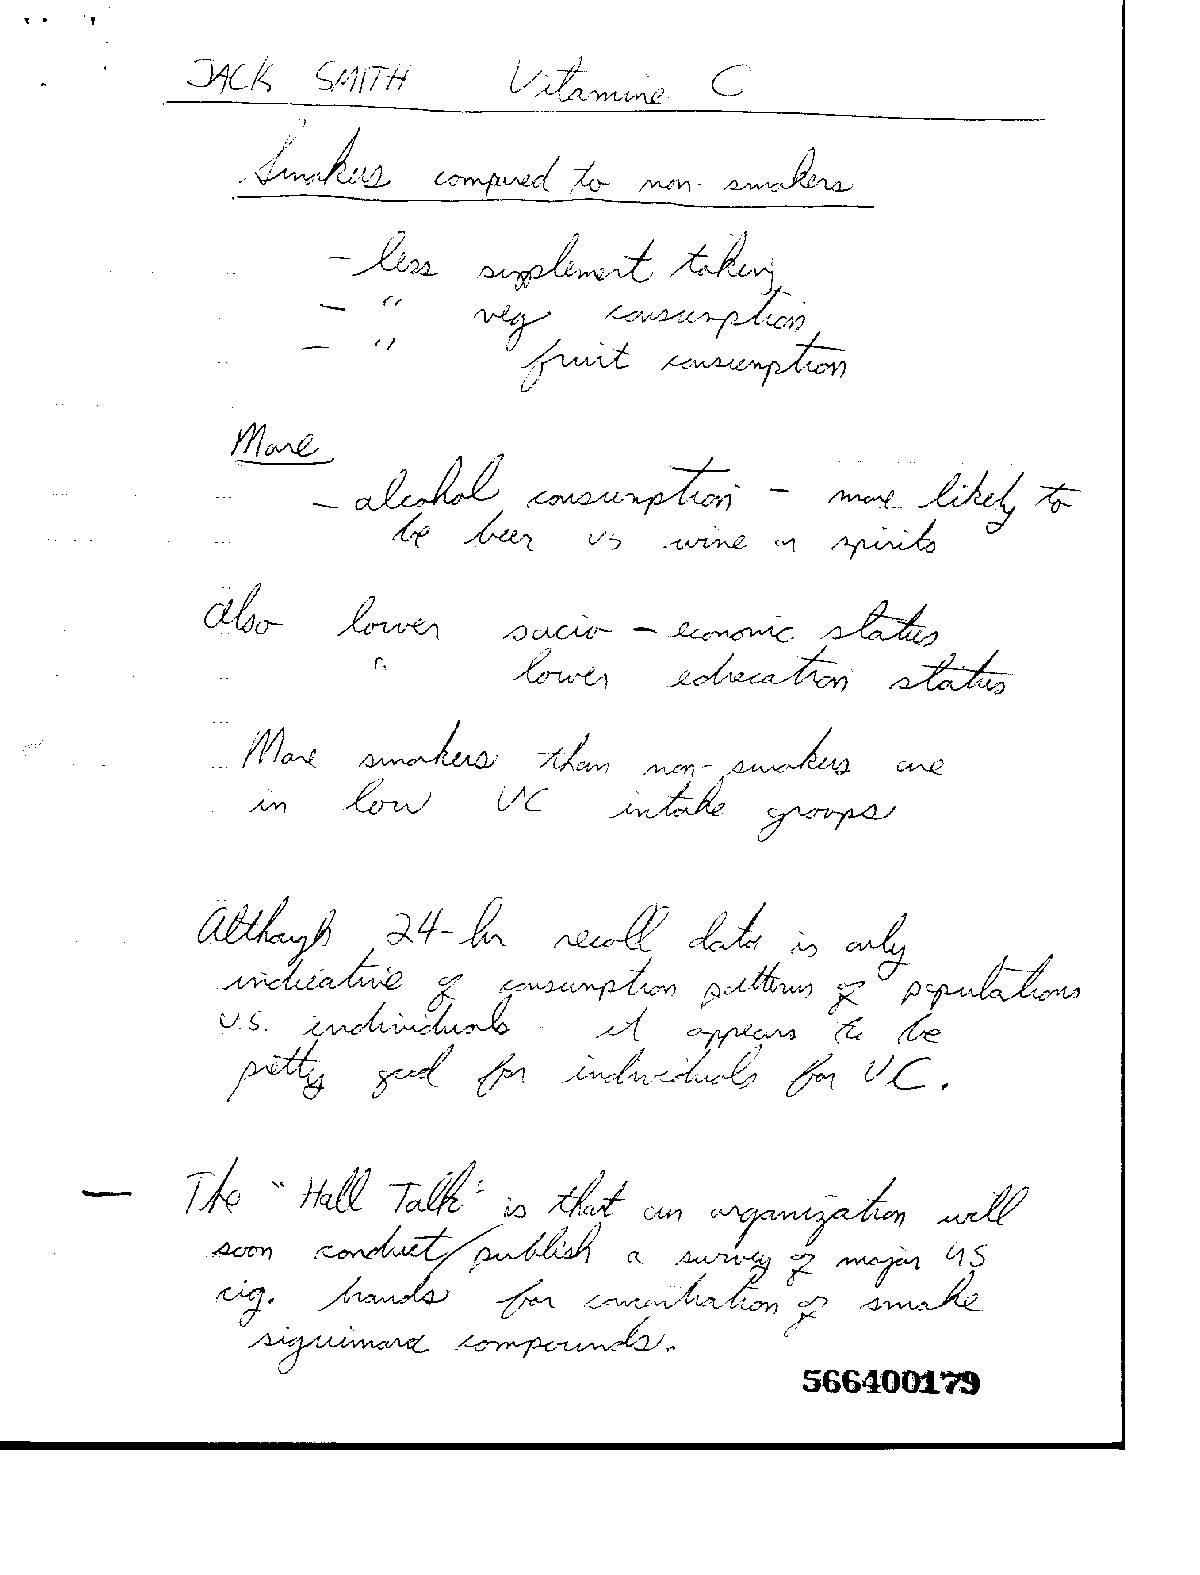 JACK SMITH Vitamine C
Smokers compared to non-smokers
- less supplement taking
- " veg consumption
- " fruit consumption
More
- alcohol consumption - more likely to
be beer vs wine or spirits
Also lower socio-economic status
" lower education status
More smokers than non-smokers are
in low VC intake groups
Although 24-hr recall data is only
indicative of consumption patterns of populations
v.s. individuals it appears to be
pretty good for individuals for VC.
- The "Hall Talk" is that an organization will
soon conduct/publish a survey of major US
cig. brands for concentration of smoke
compounds.
566400179